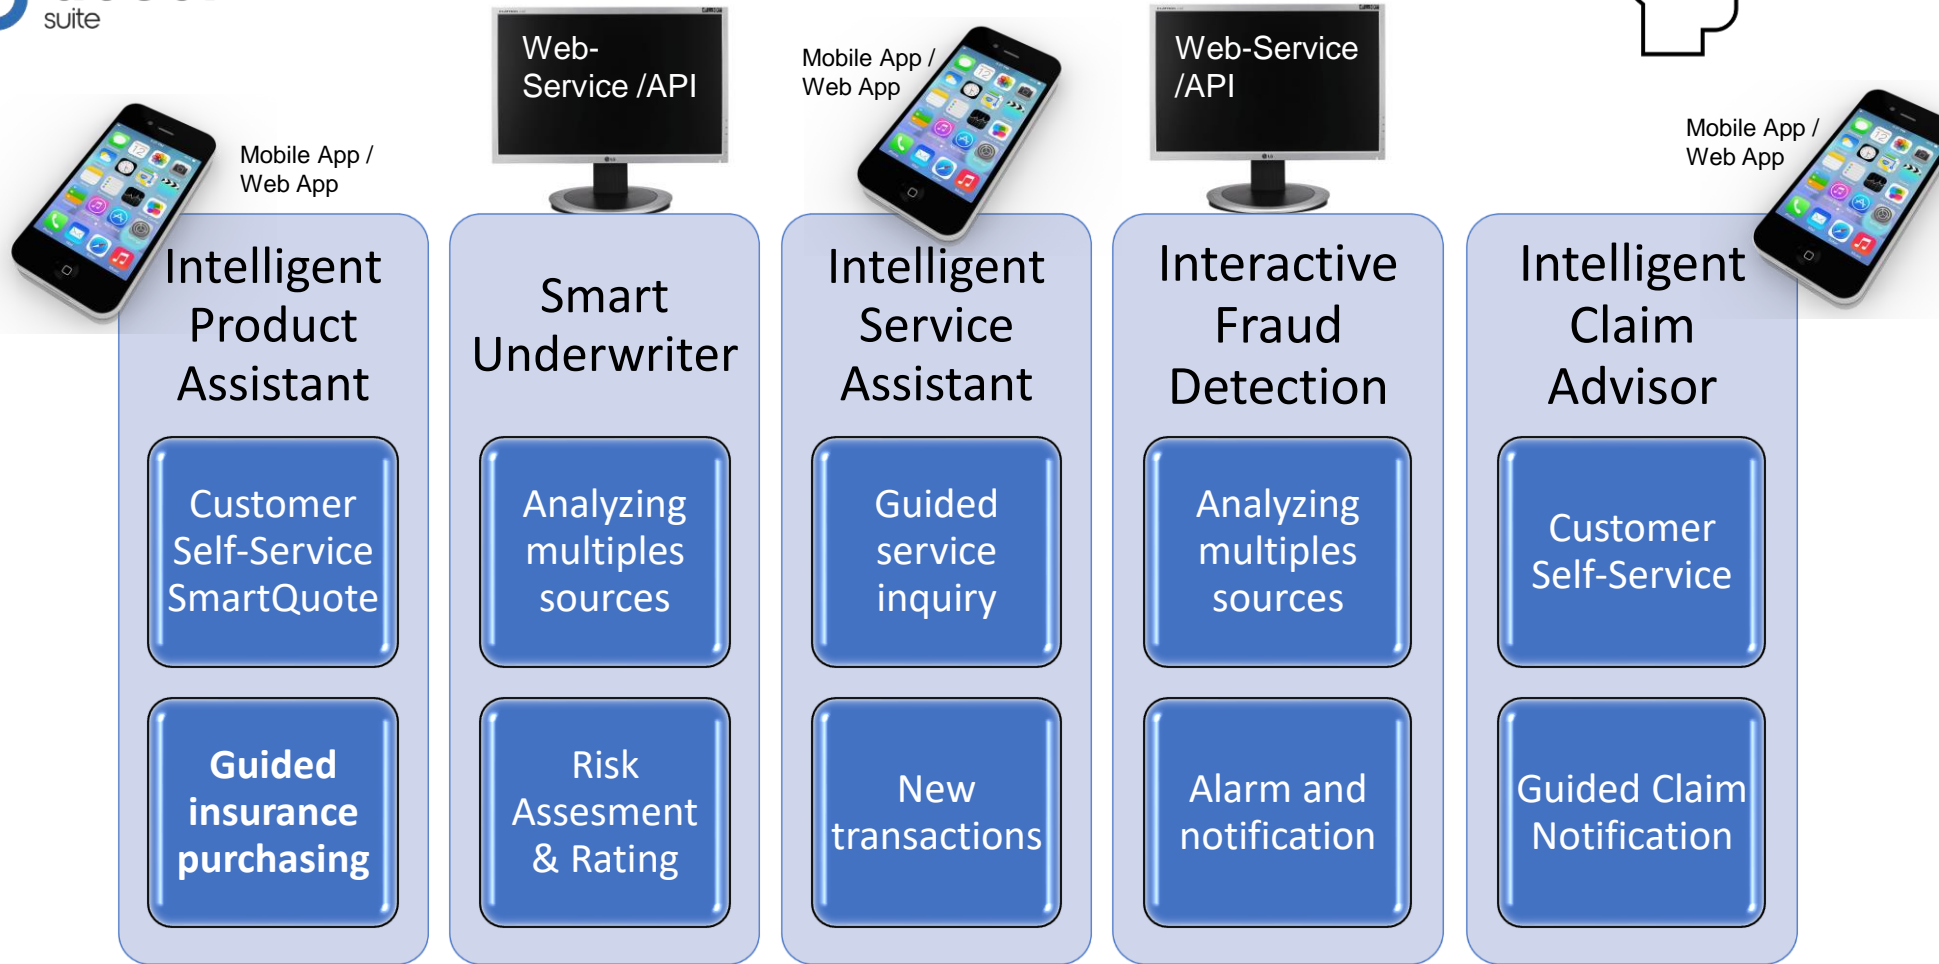 suite
Web-
Service /API
Mobile App /
Web App
Web-Service
/API
Mobile App /
Web App
Mobile App /
Web App
Intelligent
Product
Assistant
Customer
Self-Service
SmartQuote
Guided
insurance
purchasing
Smart
Underwriter
Analyzing
multiples
sources
Risk
Assesment
& Rating
Intelligent
Service
Assistant
Guided
service
inquiry
New
transactions
Interactive
Fraud
Detection
Analyzing
multiples
sources
Alarm and
notification
Intelligent
Claim
Advisor
Customer
Self-Service
Guided Claim
Notification